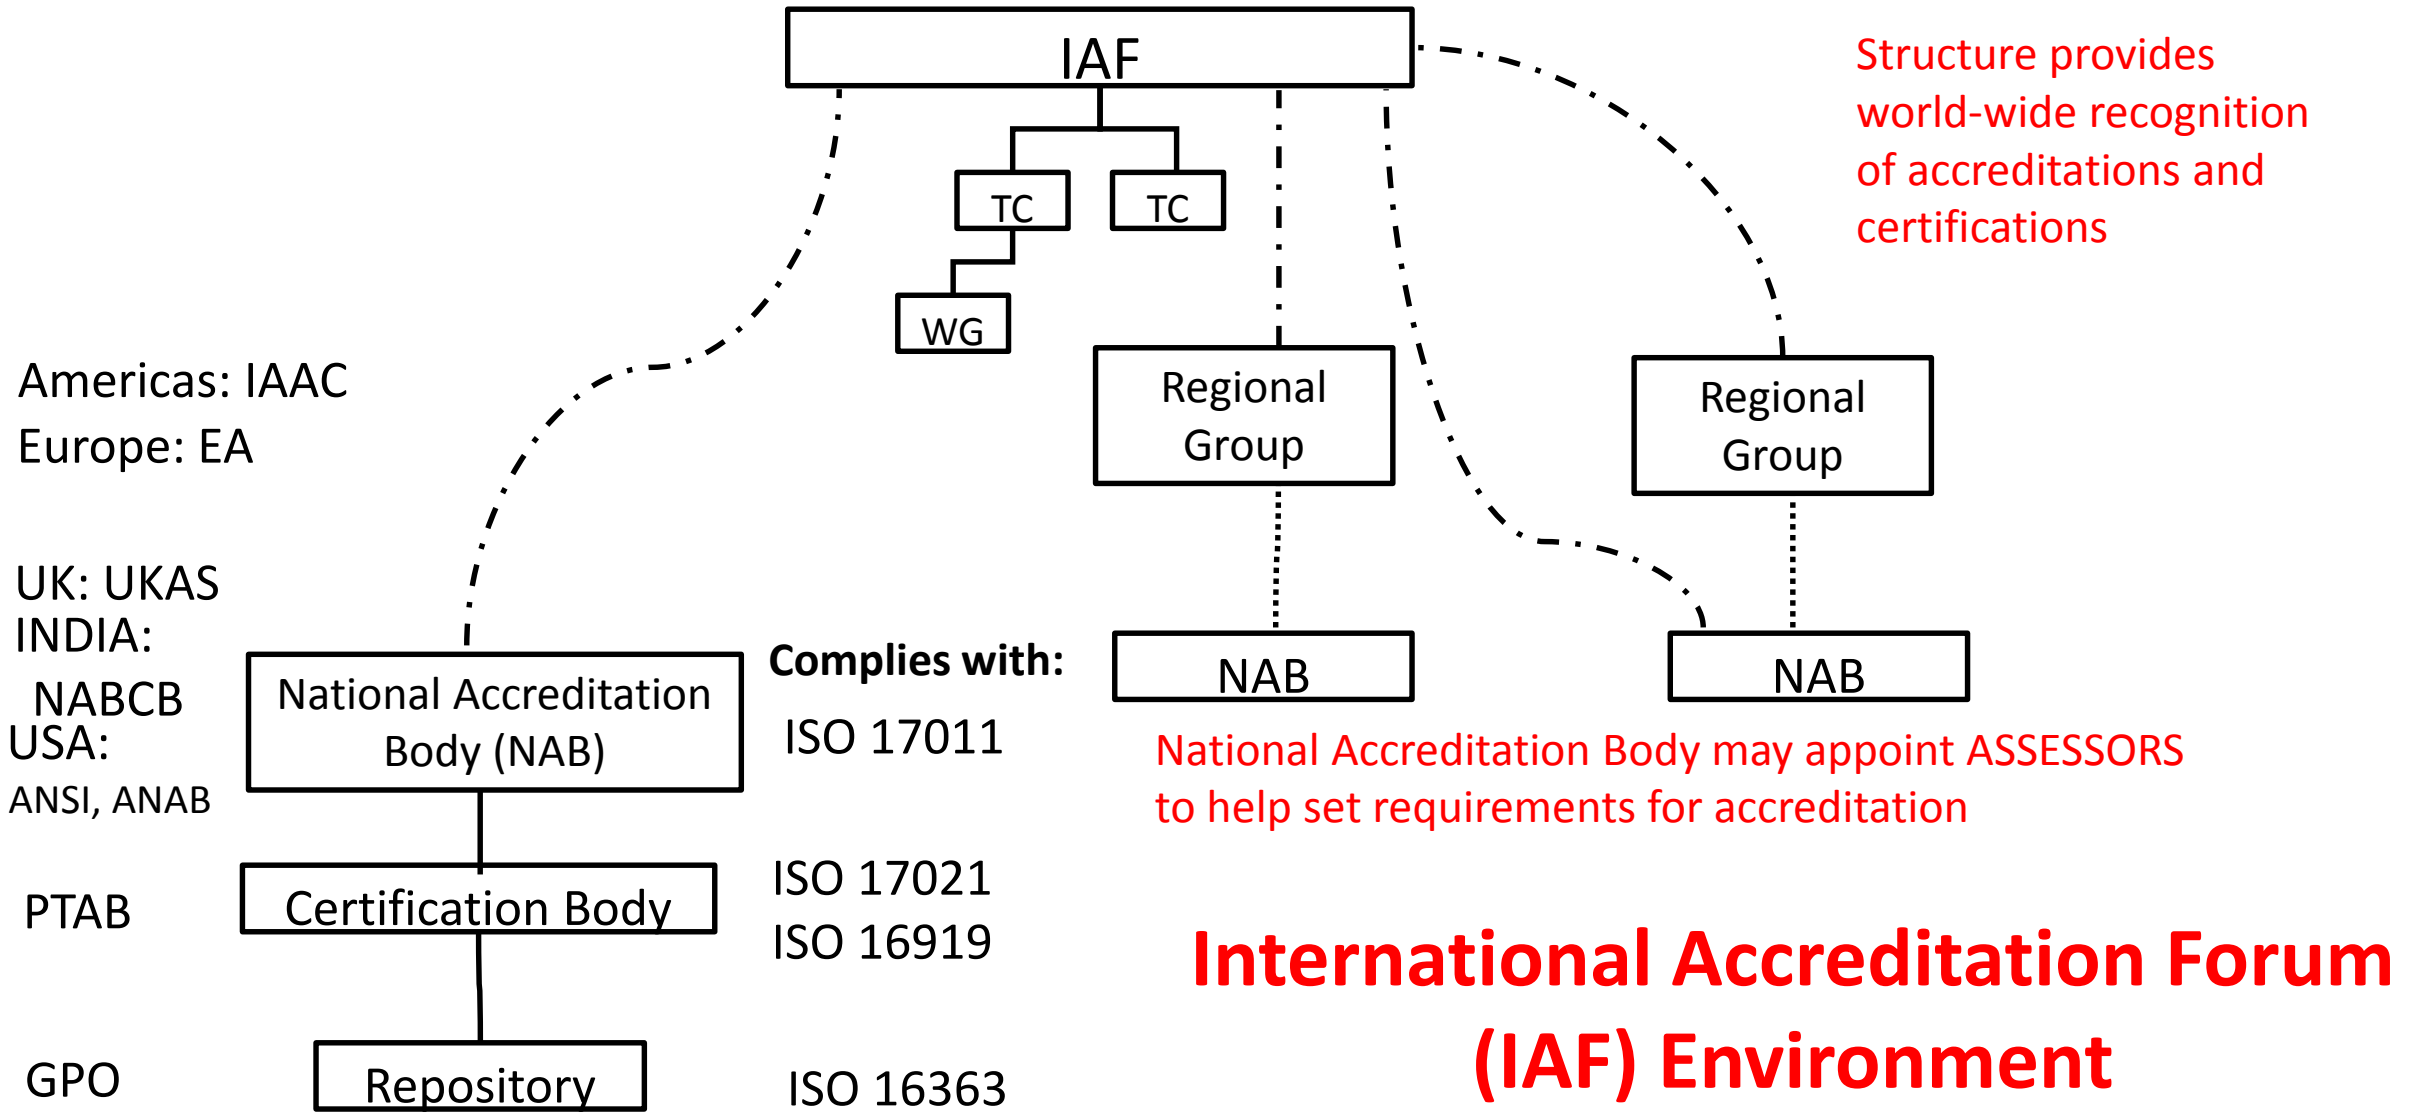 IAF
Structure provides
world-wide recognition
of accreditations and
certifications
TC
TC
WG
Americas: IAAC
Europe: EA
Regional
Group
Regional
Group
UK: UKAS
INDIA:
NABCB
USA:
ANSI, ANAB
National Accreditation
Body (NAB)
Complies with:
ISO 17011
NAB
NAB
National Accreditation Body may appoint ASSESSORS
to help set requirements for accreditation
PTAB
Certification Body
ISO 17021
ISO 16919
GPO
Repository
ISO 16363
International Accreditation Forum
(IAF) Environment